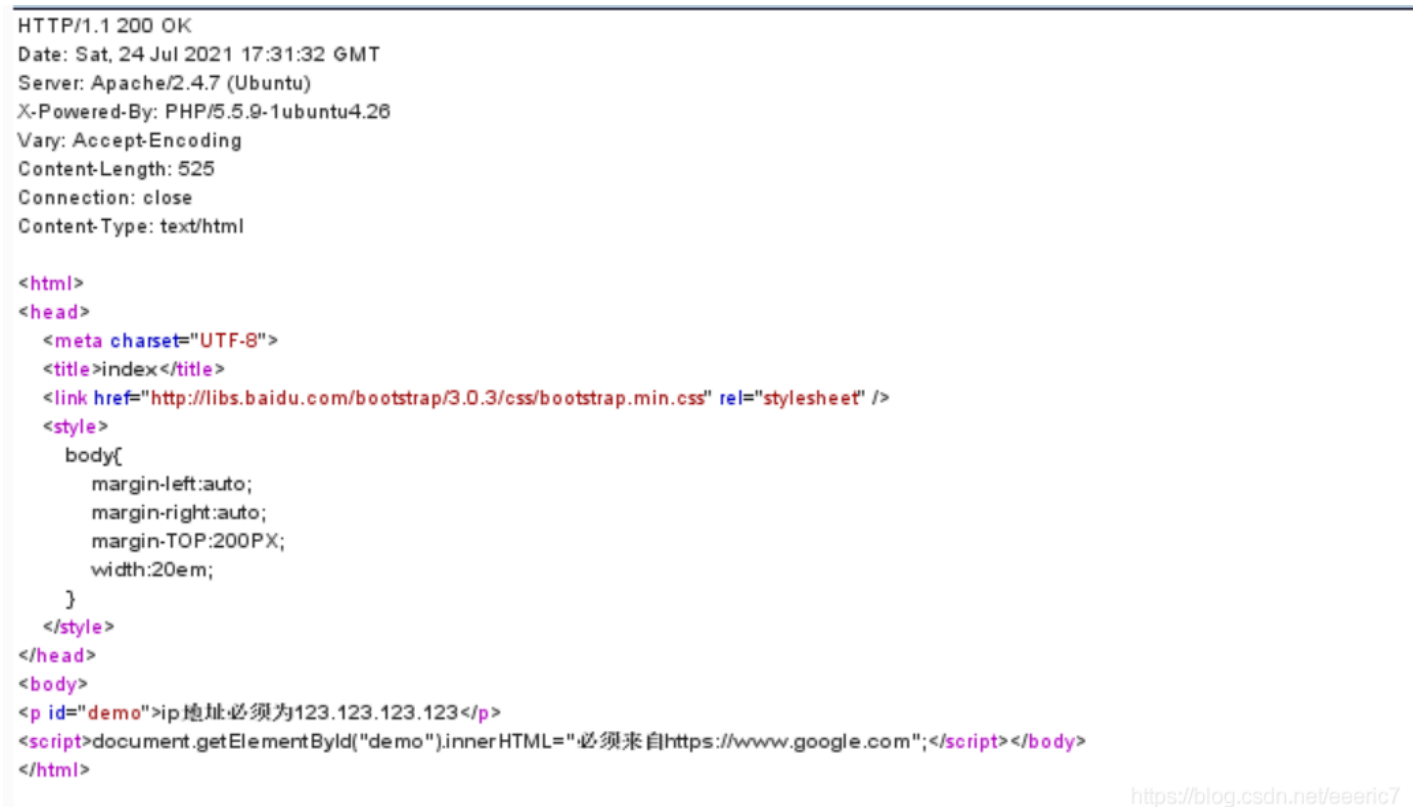 HTTP/1.1 200 OK
Date: Sat, 24 Jul 2021 17:31:32 GMT
Server: Apache/2.4.7 (Ubuntu)
X-Powered-By: PHP/5.5.9-1ubuntu4.26
Vary: Accept-Encoding
Content-Length: 525
Connection: close
Content-Type: text/html
<html>
<head>
<meta charset="UTF-8">
<title>index</title>
<link href="http://libs.baidu.com/bootstrap/3.0.3/css/bootstrap.min.css" rel="stylesheet" />
<style>
body{
margin-left:auto;
margin-right:auto;
margin-TOP:200PX;
width:20em;
}
</style>
</head>
<body>
<p id="demo">ip地址必须为123.123.123.123</p>
<script>document.getElementById("demo").innerHTML="必须来自https://www.google.com";</script></body>
</html>
https://blog.csdn.net/eeeric7